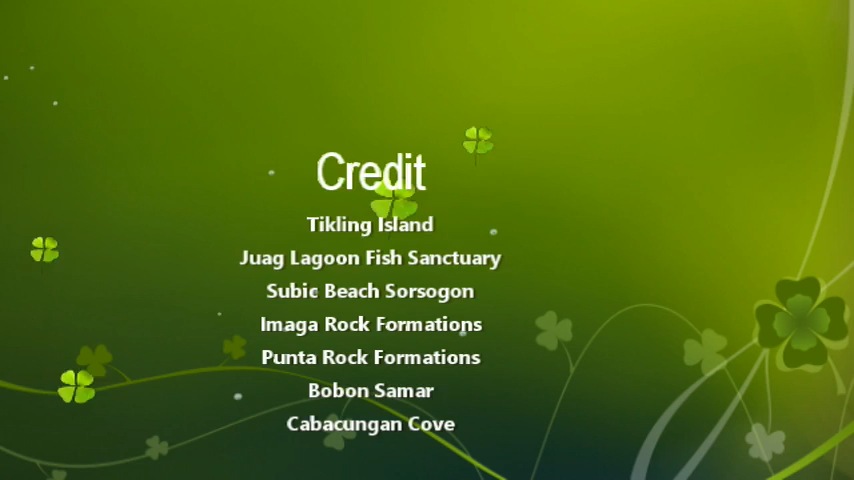 Credit
Tikling Island
Juag Lagoon Fish Sanctuary
Subic Beach Sorsogon
Imaga Rock Formations
Punta Rock Formations
Bobon Samar
Cabacungan Cove